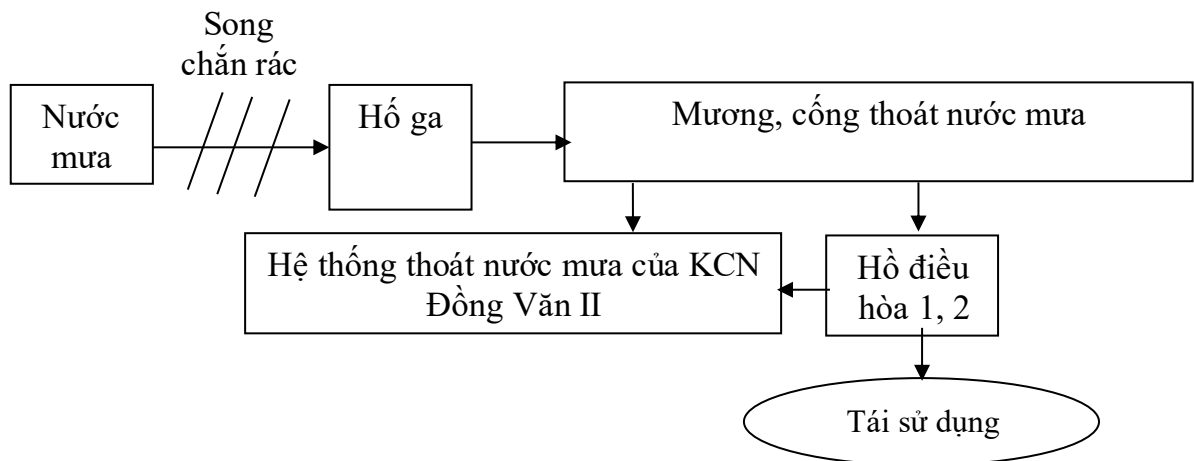 Song
chắn rác
Nước
mưa
Hố ga
Mương, cống thoát nước mưa
Hệ thống thoát nước mưa của KCN
Đồng Văn II
Hồ điều
hòa 1, 2
Tái sử dụng